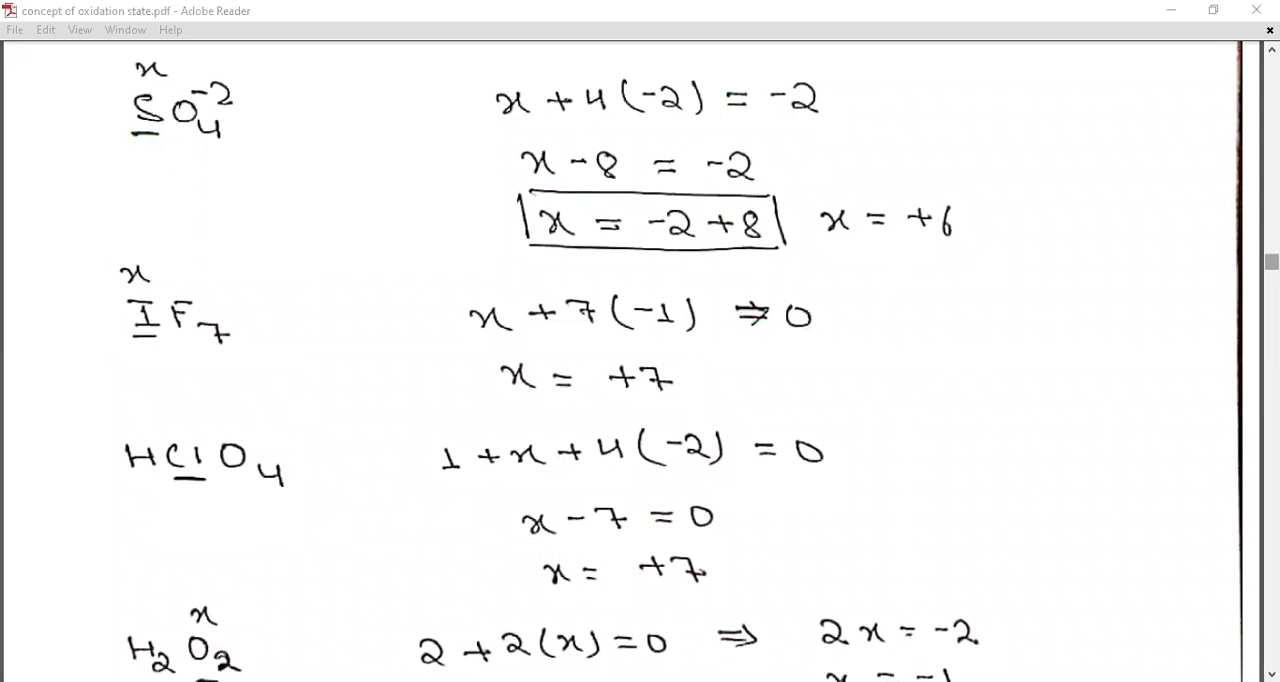 concept of oxidation state.pdf - Adobe Reader
File Edit View Window Help
x
SO4-2 x + 4(-2) = -2
x - 8 = -2
x = -2 + 8 x = +6
x
IF7 x + 7(-1) ⇒ 0
x = +7
HClO4 1 + x + 4(-2) = 0
x - 7 = 0
x = +7
x
H2O2 2 + 2(x) = 0 ⇒ 2x = -2
x = -1